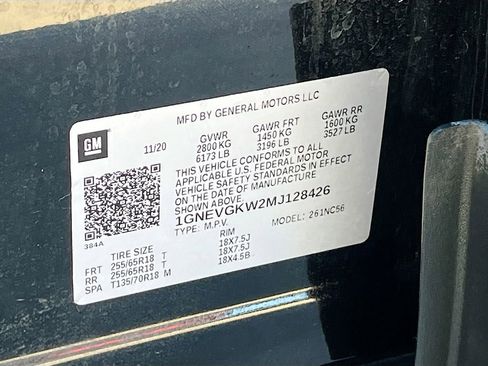 MFD BY GENERAL MOTORS LLC
GM
11/20 GVWR GAWR FRT GAWR RR
2800 KG 1450 KG 1600 KG
6173 LB 3196 LB 3527 LB
THIS VEHICLE CONFORMS TO ALL
APPLICABLE U.S. FEDERAL MOTOR
VEHICLE SAFETY STANDARDS IN EFFECT
ON THE DATE OF MANUFACTURE
SHOWN ABOVE.
1GNEVGKW2MJ128426
TYPE: M.P.V. MODEL: 261NC56
384A
TIRE SIZE RIM
FRT 255/65R18 T 18X7.5J
RR 255/65R18 T 18X7.5J
SPA T135/70R18 M 18X4.5B